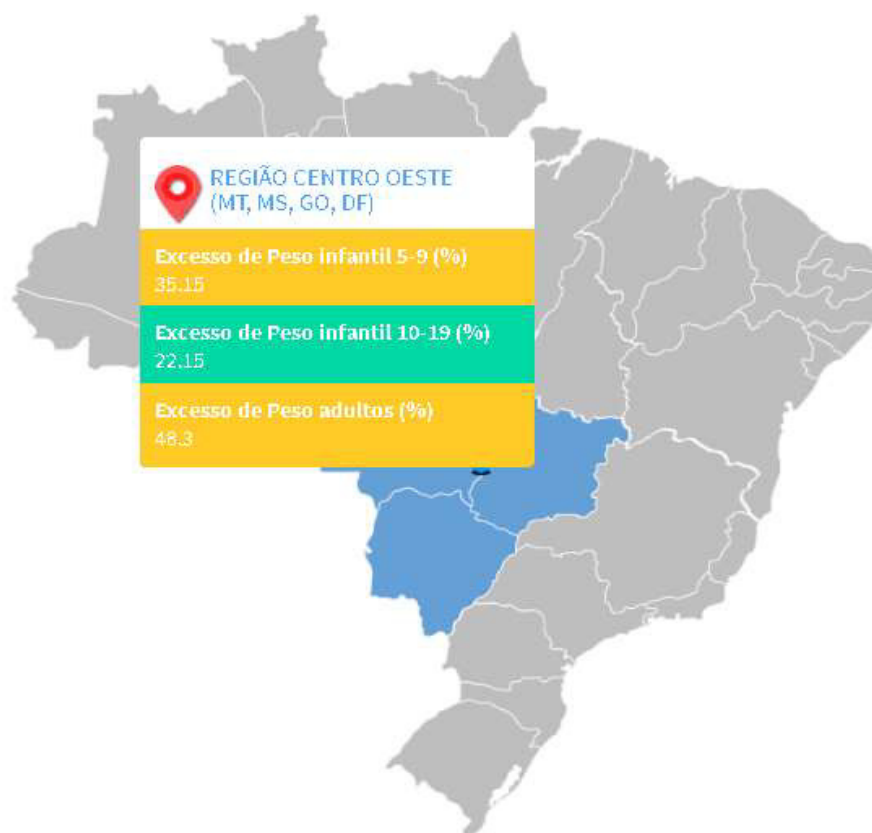 REGIÃO CENTRO OESTE
(MT, MS, GO, DF)
Excesso de Peso infantil 5-9 (%)
35.15
Excesso de Peso infantil 10-19 (%)
22.15
Excesso de Peso adultos (%)
48.3